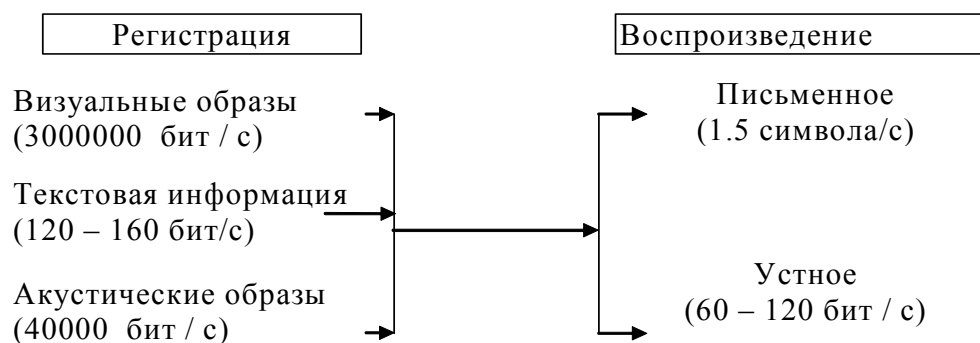 Регистрация
Воспроизведение
Визуальные образы
(3000000 бит / с)
Текстовая информация
(120 – 160 бит/с)
Акустические образы
(40000 бит / с)
Письменное
(1.5 символа/с)
Устное
(60 – 120 бит / с)